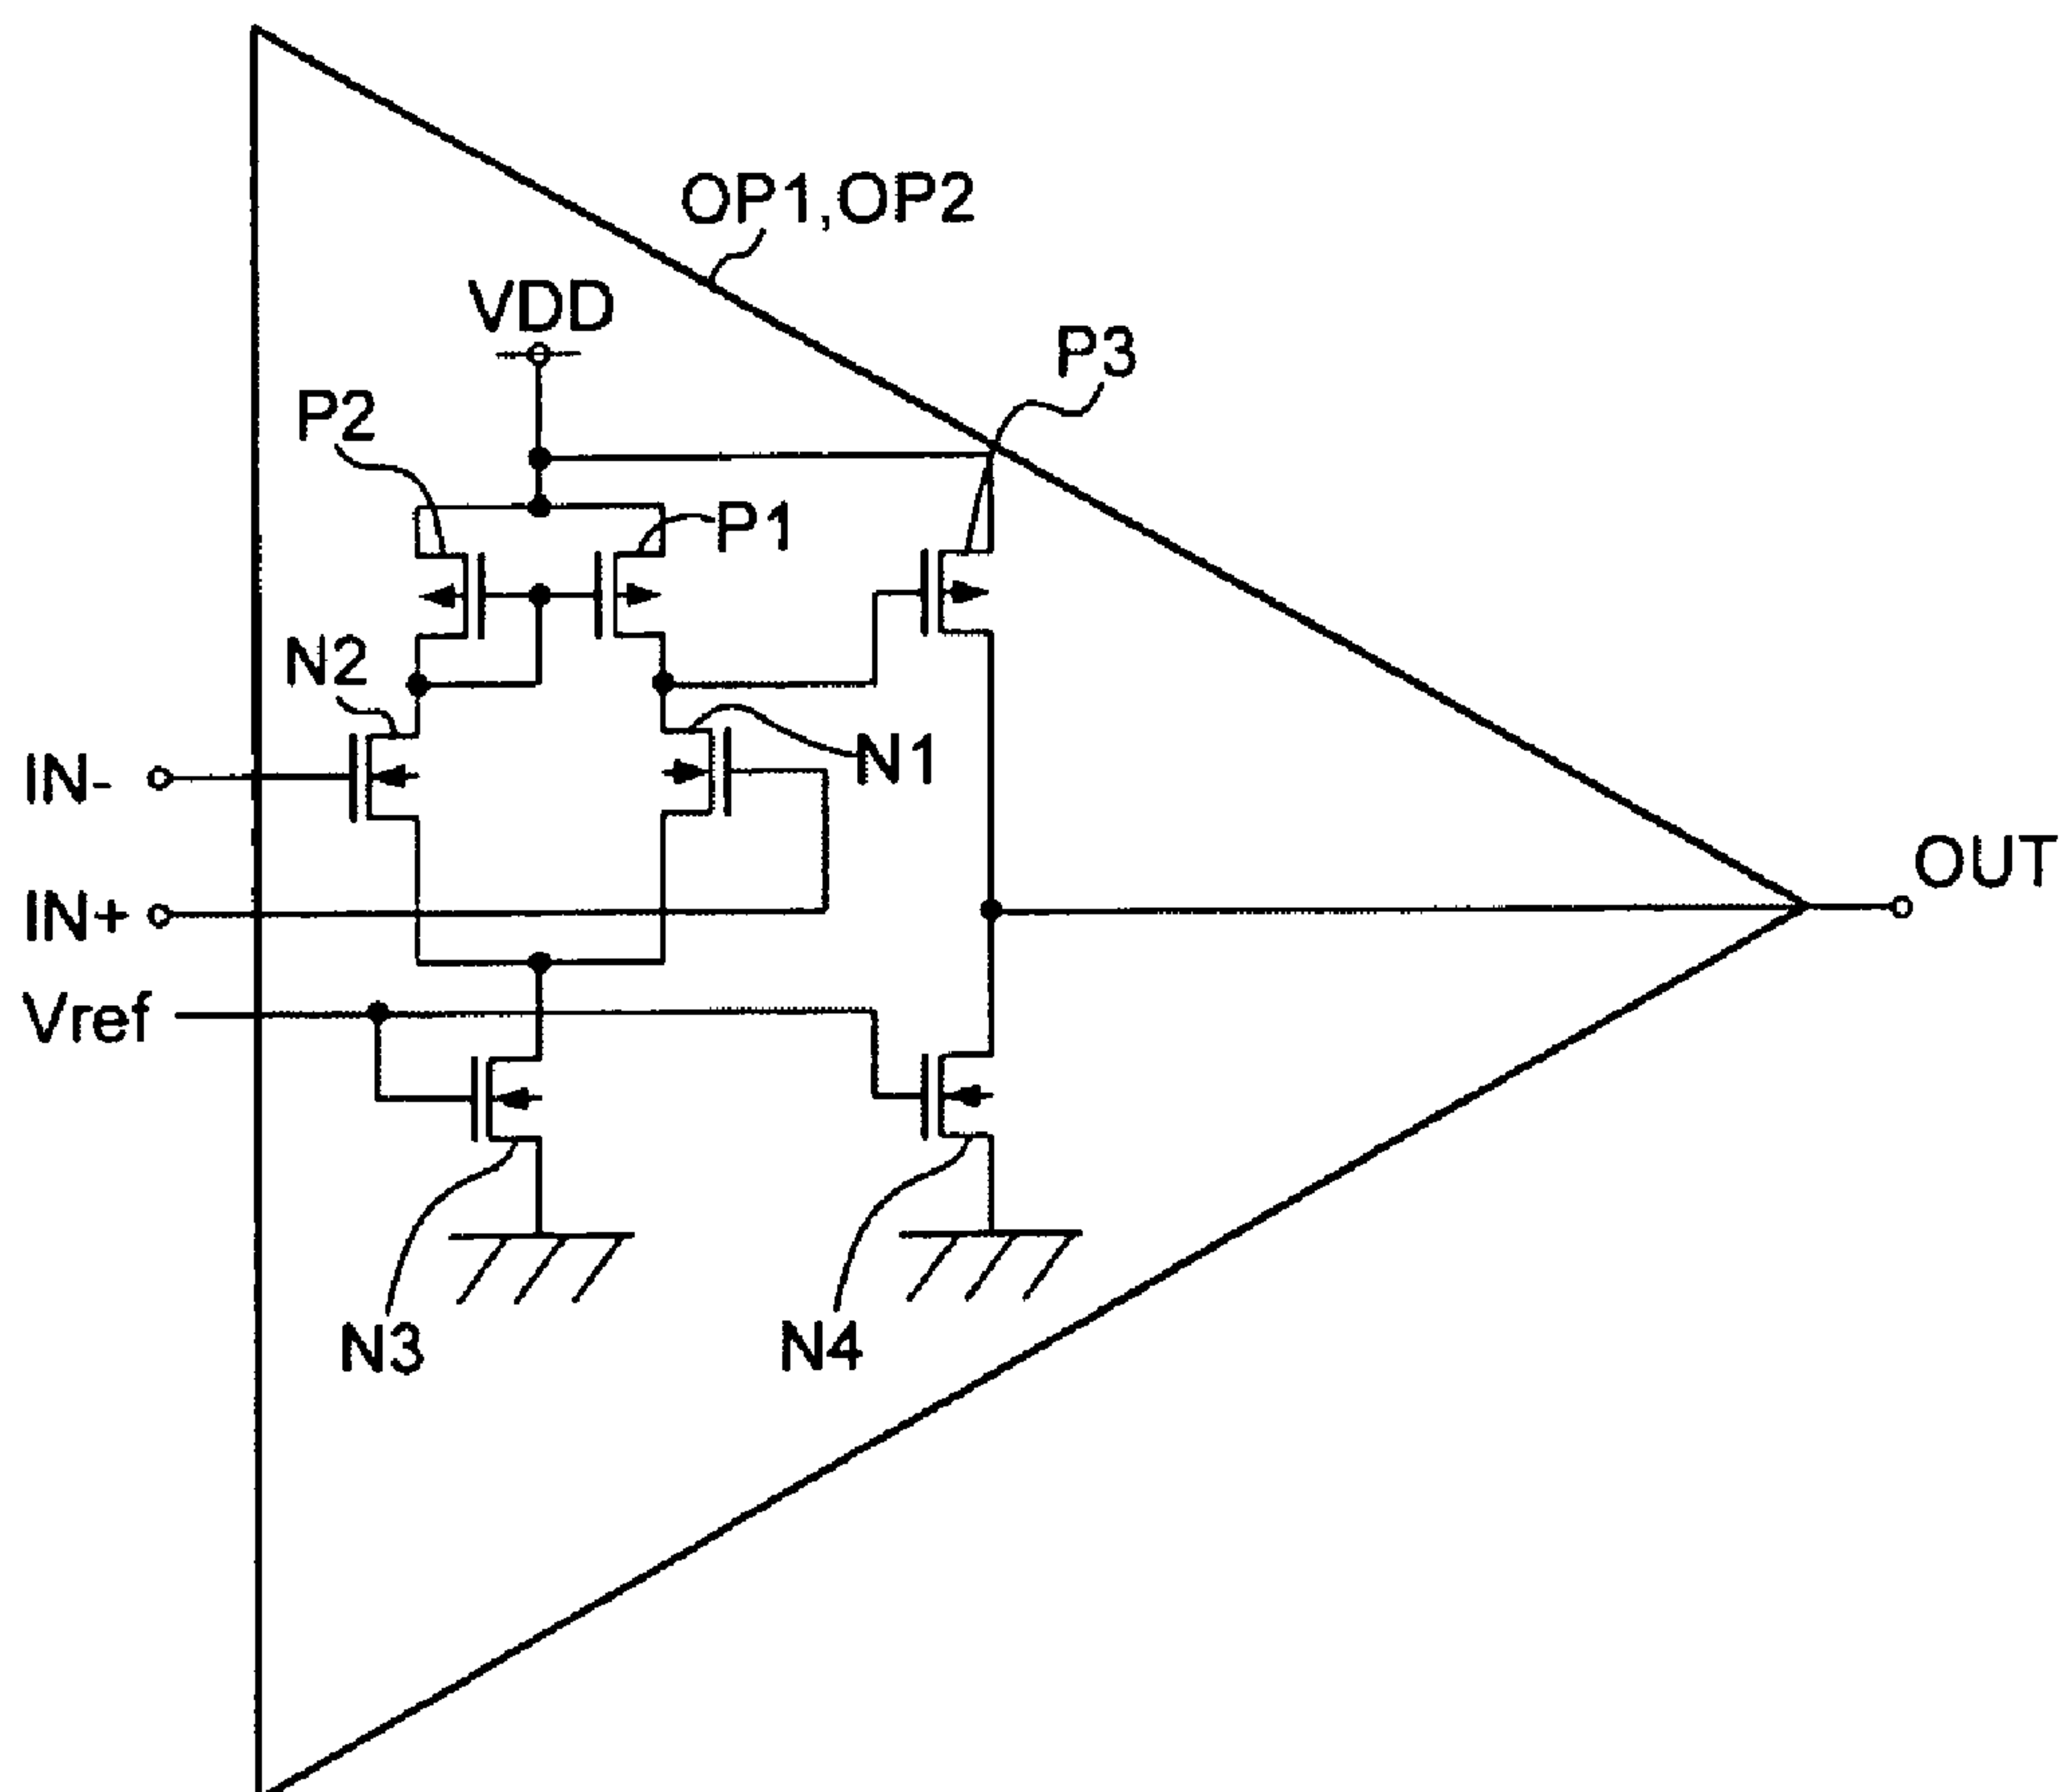 OP1,OP2
VDD
P3
P2
P1
N2
N1
IN-
OUT
IN+
Vref
N3
N4